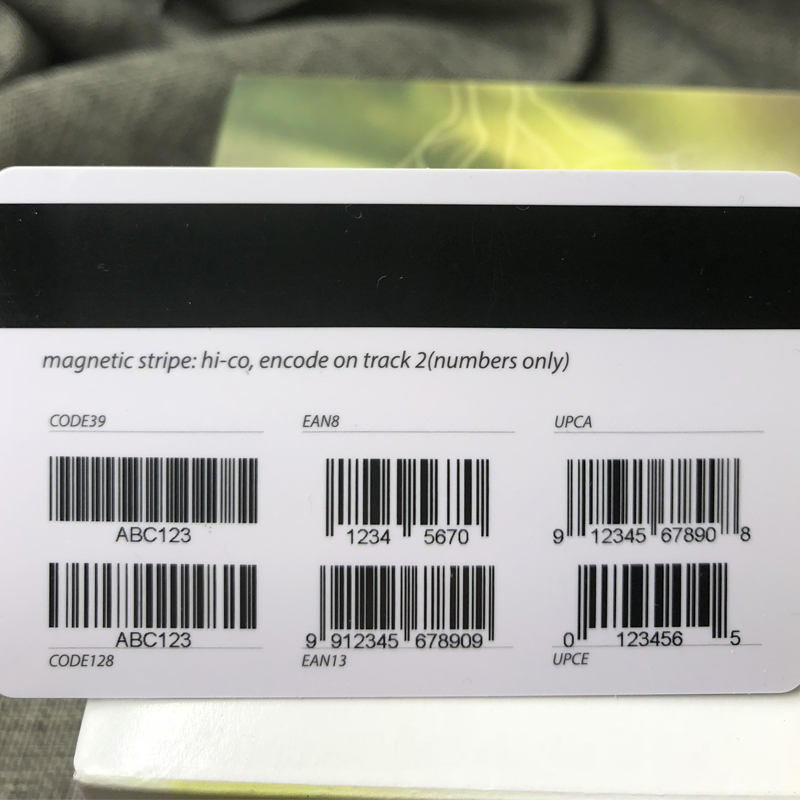 magnetic stripe: hi-co, encode on track 2(numbers only)
CODE39
ABC123
ABC123
CODE128
EAN8
1234 5670
9 912345 678909
EAN13
UPCA
9 12345 67890 8
0 123456 5
UPCE